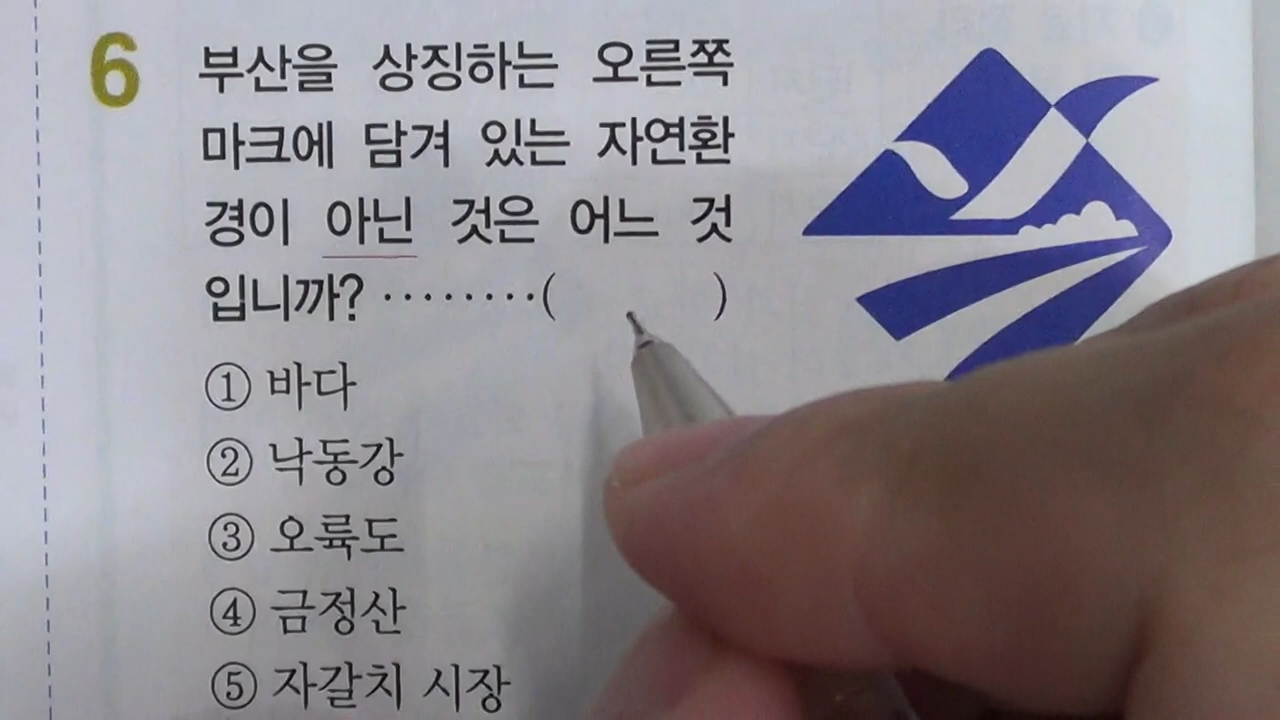 6 부산을 상징하는 오른쪽
마크에 담겨 있는 자연환
경이 아닌 것은 어느 것
입니까? ········( )
① 바다
② 낙동강
③ 오륙도
④ 금정산
⑤ 자갈치 시장